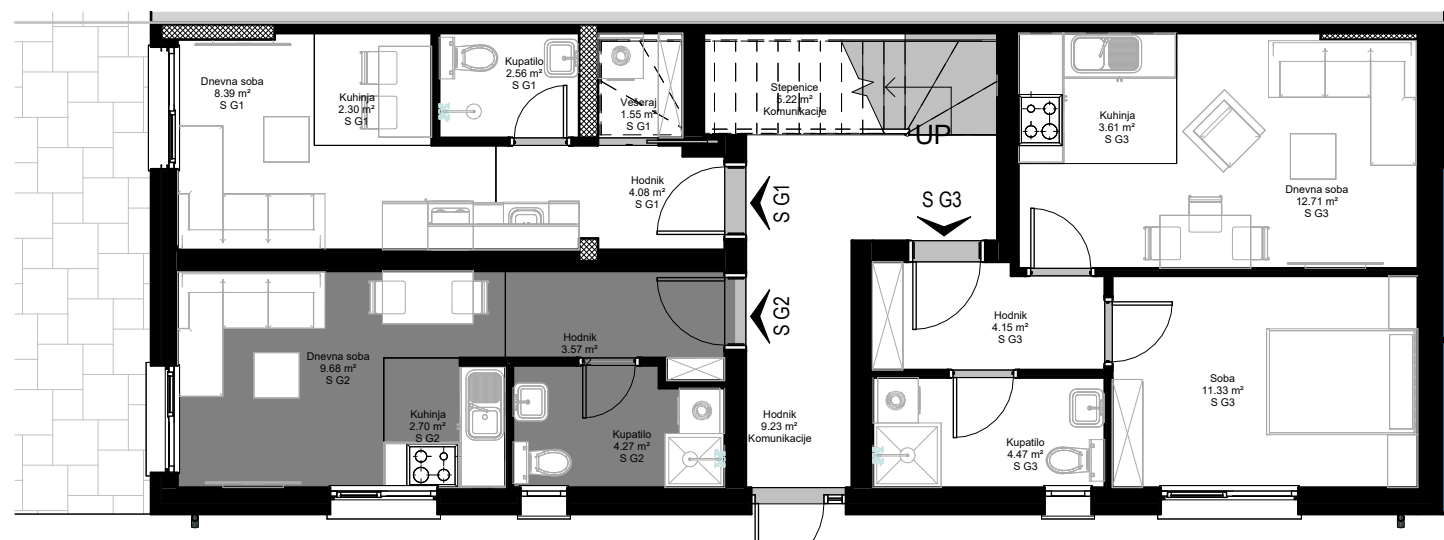 Dnevna soba
8.39 m²
S G1
Kuhinja
2.30 m²
S G1
Kupatilo
2.56 m²
S G1
Vešeraj
1.55 m²
S G1
Stepenice
5.22 m²
Komunikacije
UP
Kuhinja
3.61 m²
S G3
Dnevna soba
12.71 m²
S G3
Hodnik
4.08 m²
S G1
S G1
S G3
Dnevna soba
9.68 m²
S G2
Hodnik
3.57 m²
S G2
Kuhinja
2.70 m²
S G2
Kupatilo
4.27 m²
S G2
Hodnik
9.23 m²
Komunikacije
Hodnik
4.15 m²
S G3
Kupatilo
4.47 m²
S G3
Soba
11.33 m²
S G3